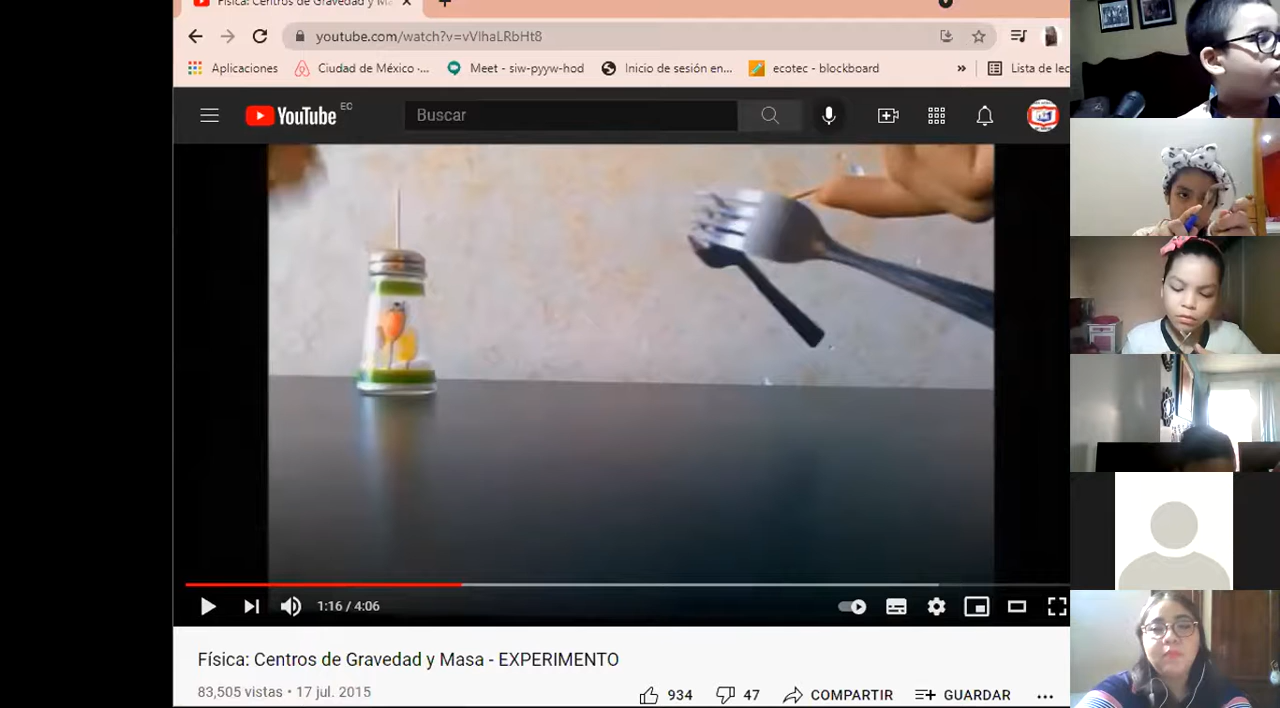 Física: Centros de Gravedad y Ma
youtube.com/watch?v=vVlhaLRbHt8
Aplicaciones
Ciudad de México ·...
Meet - siw-pyyw-hod
Inicio de sesión en...
ecotec - blockboard
»
Lista de lec
YouTube EC
Buscar
1:16 / 4:06
Física: Centros de Gravedad y Masa - EXPERIMENTO
83,505 vistas • 17 jul. 2015
934
47
COMPARTIR
GUARDAR